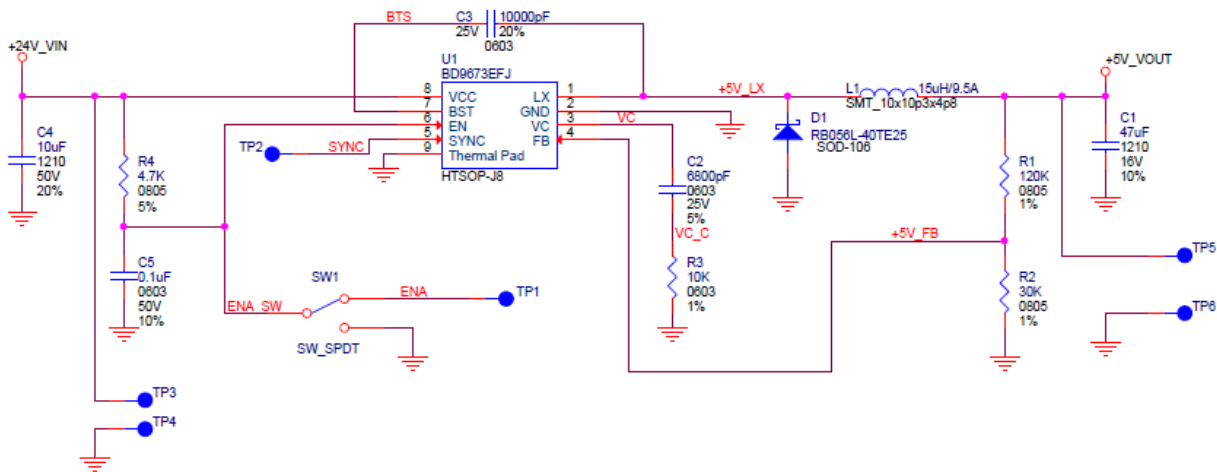 +24V_VIN
C4
10uF
1210
50V
20%
R4
4.7K
0805
5%
C5
0.1uF
0603
50V
10%
BTS
C3
25V
10000pF
20%
0603
U1
BD9673EFJ
8 VCC LX 1
7 BST GND 2
6 EN VC 3
5 SYNC FB 4
9 Thermal Pad
HTSOP-J8
TP2
SYNC
ENA_SW
SW1
SW_SPDT
ENA
TP1
TP3
TP4
VC
C2
6800pF
0603
25V
5%
VC_C
R3
10K
0603
1%
+5V_LX
D1
RB056L-40TE25
SOD-106
L1
15uH/9.5A
SMT_10x10p3x4p8
+5V_FB
R1
120K
0805
1%
R2
30K
0805
1%
+5V_VOUT
C1
47uF
1210
16V
10%
TP5
TP6